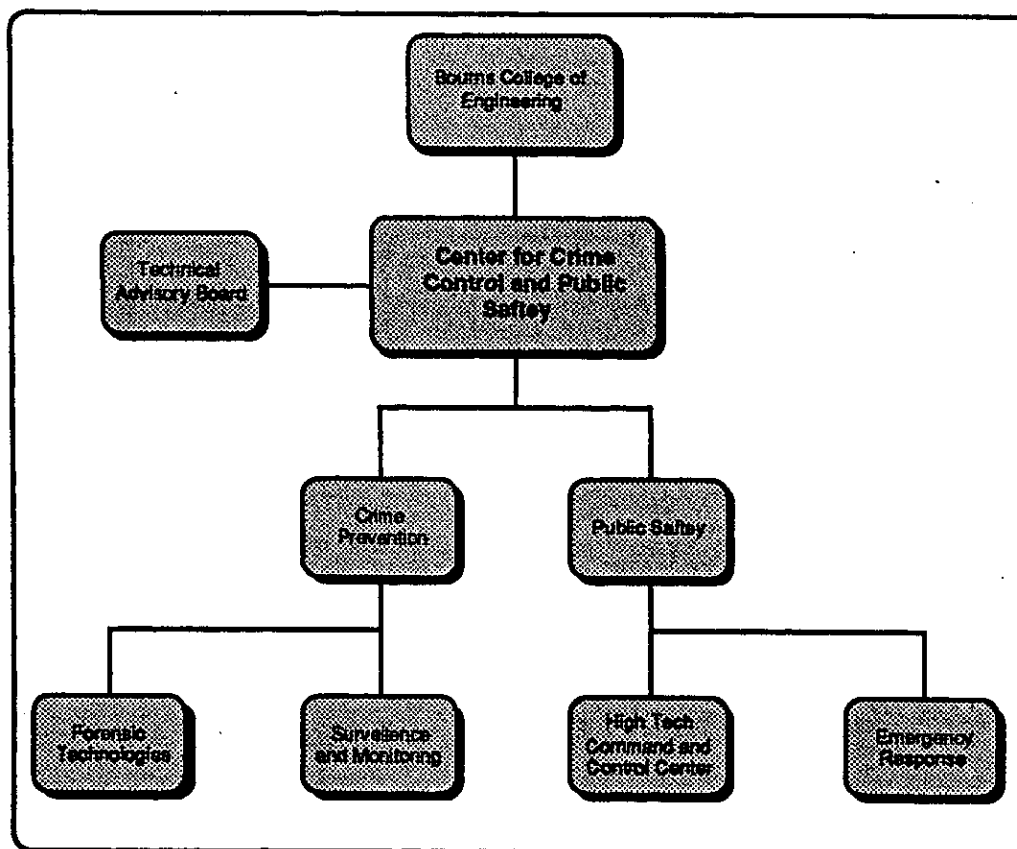 Bourns College of
Engineering
Technical
Advisory Board
Center for Crime
Control and Public
Saftey
Crime
Prevention
Public Saftey
Forensic
Technologies
Survellence
and Monitoring
High Tech
Command and
Control Center
Emergency
Response